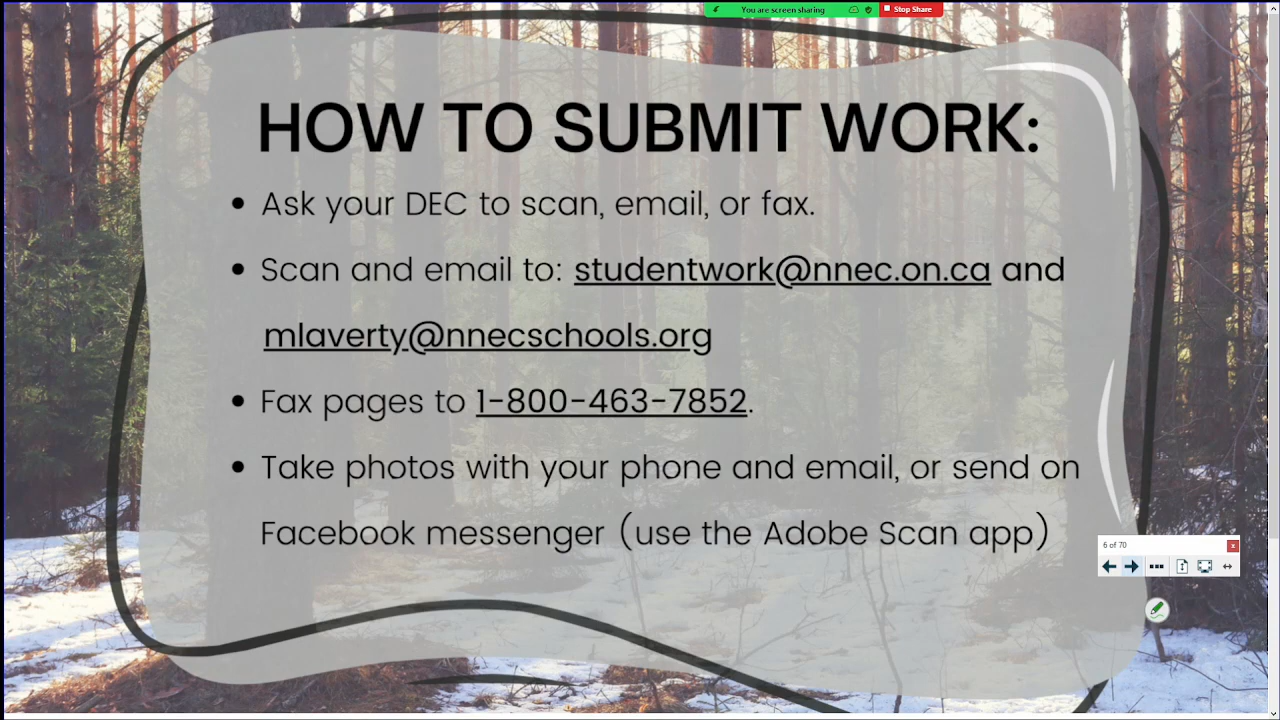 You are screen sharing Stop Share
HOW TO SUBMIT WORK:
• Ask your DEC to scan, email, or fax.
• Scan and email to: studentwork@nnec.on.ca and
mlaverty@nnecschools.org
• Fax pages to 1-800-463-7852.
• Take photos with your phone and email, or send on
Facebook messenger (use the Adobe Scan app)
6 of 70